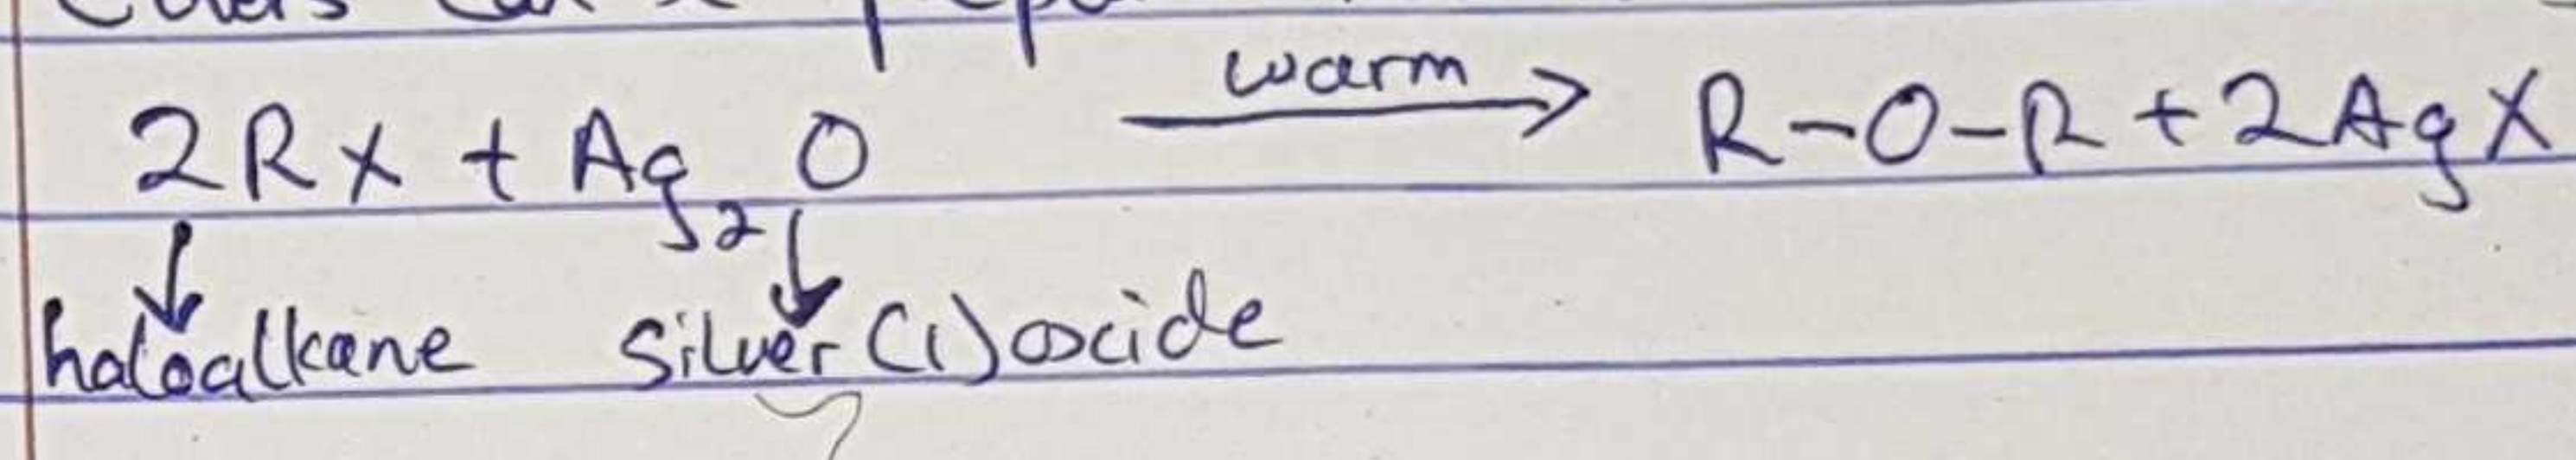 2Rx + Ag₂O warm → R-O-R + 2AgX
↓ ↓
haloalkane silver(I)oxide